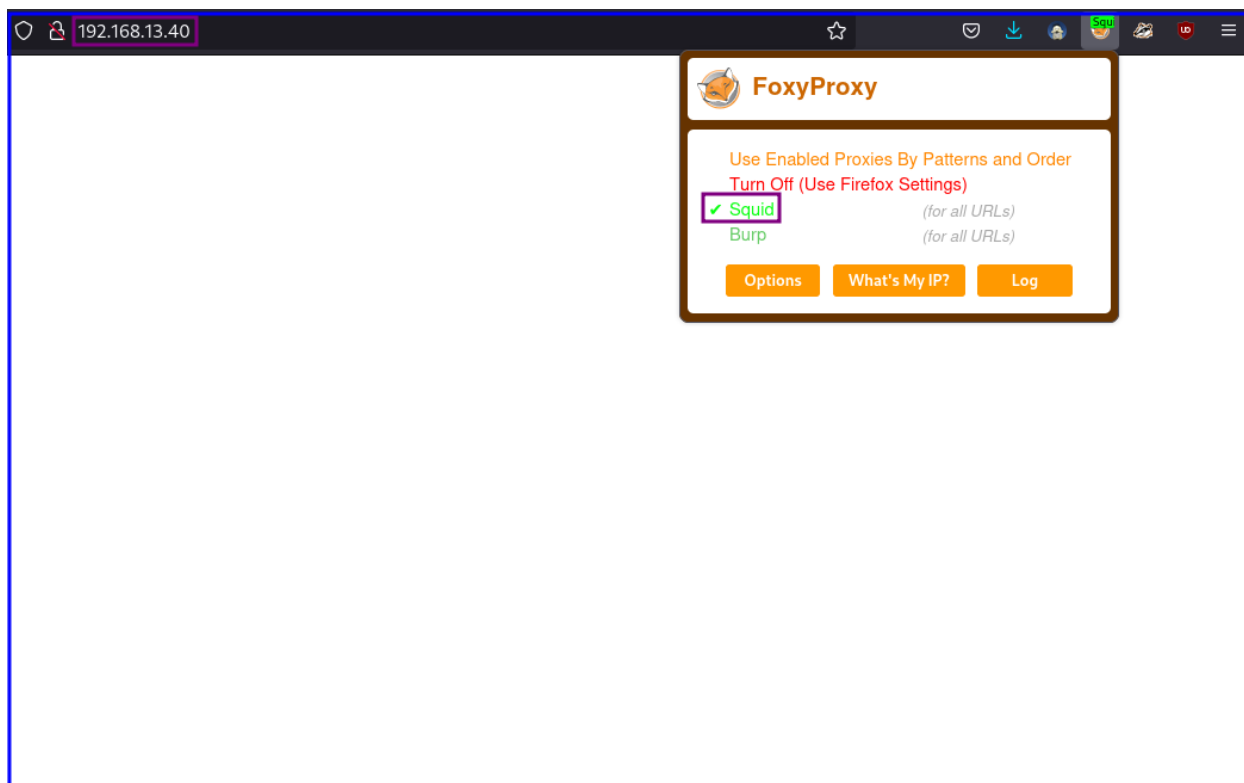 192.168.13.40
Squ
FoxyProxy
Use Enabled Proxies By Patterns and Order
Turn Off (Use Firefox Settings)
✔ Squid (for all URLs)
Burp (for all URLs)
Options What's My IP? Log